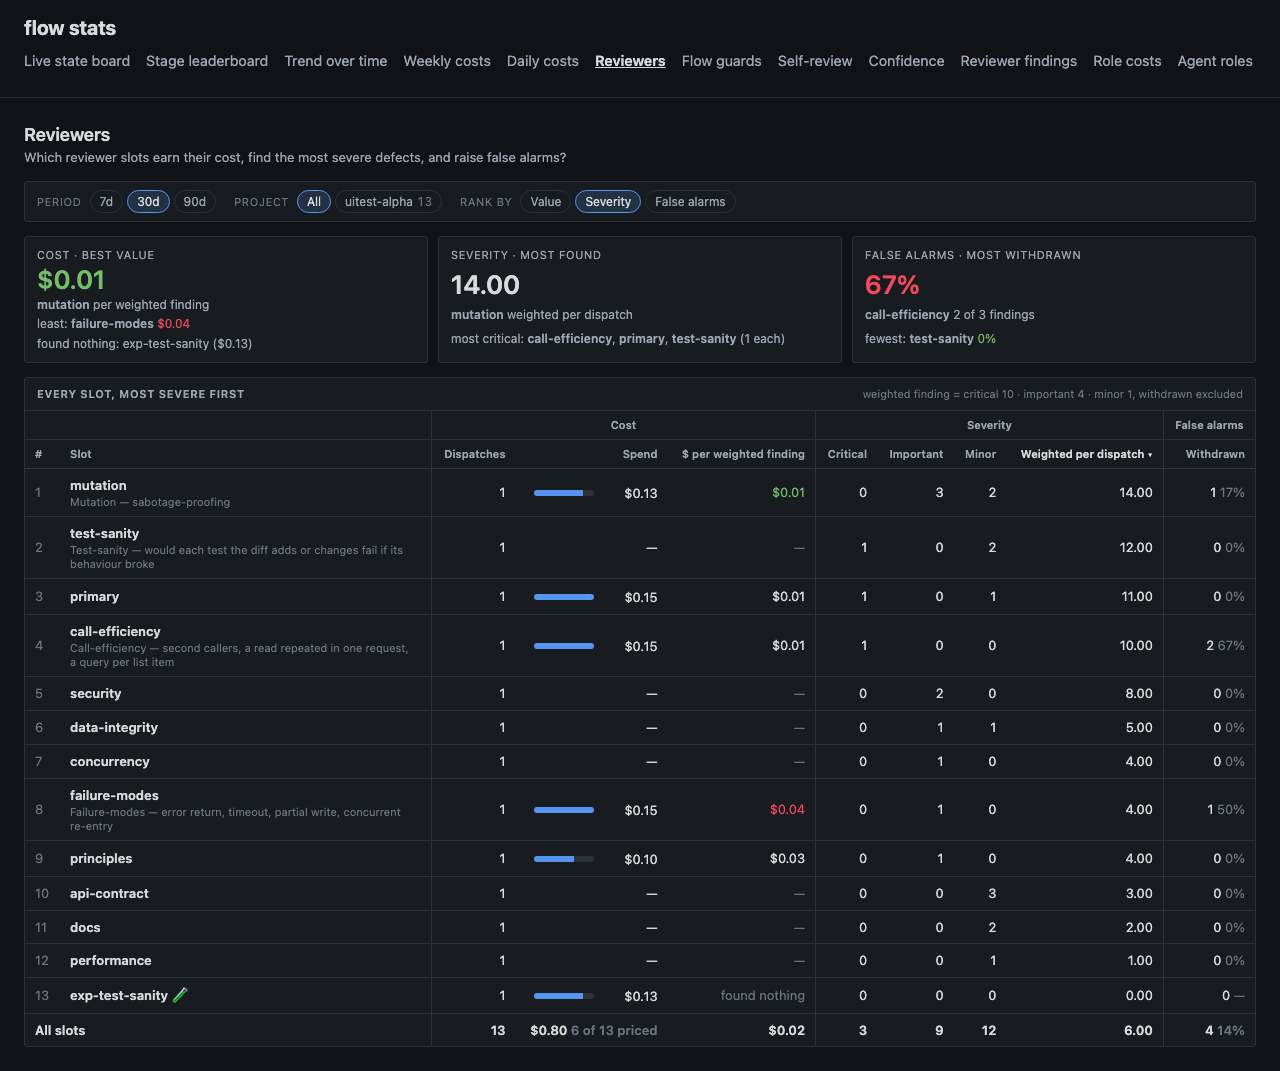 flow stats
Live state board Stage leaderboard Trend over time Weekly costs Daily costs Reviewers Flow guards Self-review Confidence Reviewer findings Role costs Agent roles
Reviewers
Which reviewer slots earn their cost, find the most severe defects, and raise false alarms?
PERIOD 7d 30d 90d PROJECT All uitest-alpha 13 RANK BY Value Severity False alarms
COST · BEST VALUE
$0.01
mutation per weighted finding
least: failure-modes $0.04
found nothing: exp-test-sanity ($0.13)
SEVERITY · MOST FOUND
14.00
mutation weighted per dispatch
most critical: call-efficiency, primary, test-sanity (1 each)
FALSE ALARMS · MOST WITHDRAWN
67%
call-efficiency 2 of 3 findings
fewest: test-sanity 0%
EVERY SLOT, MOST SEVERE FIRST weighted finding = critical 10 · important 4 · minor 1, withdrawn excluded
Cost Severity False alarms
# Slot Dispatches Spend $ per weighted finding Critical Important Minor Weighted per dispatch ▾ Withdrawn
1 mutation 1 $0.13 $0.01 0 3 2 14.00 1 17%
Mutation — sabotage-proofing
2 test-sanity 1 — — 1 0 2 12.00 0 0%
Test-sanity — would each test the diff adds or changes fail if its
behaviour broke
3 primary 1 $0.15 $0.01 1 0 1 11.00 0 0%
4 call-efficiency 1 $0.15 $0.01 1 0 0 10.00 2 67%
Call-efficiency — second callers, a read repeated in one request,
a query per list item
5 security 1 — — 0 2 0 8.00 0 0%
6 data-integrity 1 — — 0 1 1 5.00 0 0%
7 concurrency 1 — — 0 1 0 4.00 0 0%
8 failure-modes 1 $0.15 $0.04 0 1 0 4.00 1 50%
Failure-modes — error return, timeout, partial write, concurrent
re-entry
9 principles 1 $0.10 $0.03 0 1 0 4.00 0 0%
10 api-contract 1 — — 0 0 3 3.00 0 0%
11 docs 1 — — 0 0 2 2.00 0 0%
12 performance 1 — — 0 0 1 1.00 0 0%
13 exp-test-sanity 1 $0.13 found nothing 0 0 0 0.00 0 —
All slots 13 $0.80 6 of 13 priced $0.02 3 9 12 6.00 4 14%